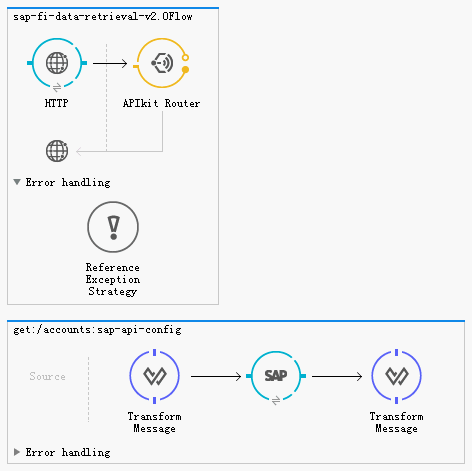 sap-fi-data-retrieval-v2.0Flow
HTTP
APIkit Router
Error handling
Reference
Exception
Strategy
get:/accounts:sap-api-config
Source
SAP
Transform
Message
Transform
Message
Error handling